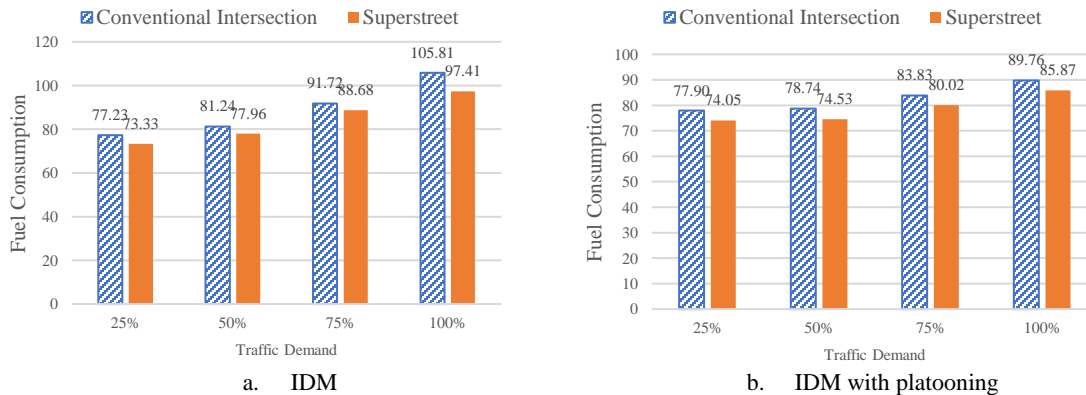 Conventional Intersection Superstreet
120
100
80
60
40
20
0
Fuel Consumption
77.23 73.33 81.24 77.96 91.72 88.68 105.81 97.41
25% 50% 75% 100%
Traffic Demand
a. IDM
Conventional Intersection Superstreet
100
90
80
70
60
50
40
30
20
10
0
Fuel Consumption
77.90 74.05 78.74 74.53 83.83 80.02 89.76 85.87
25% 50% 75% 100%
Traffic Demand
b. IDM with platooning